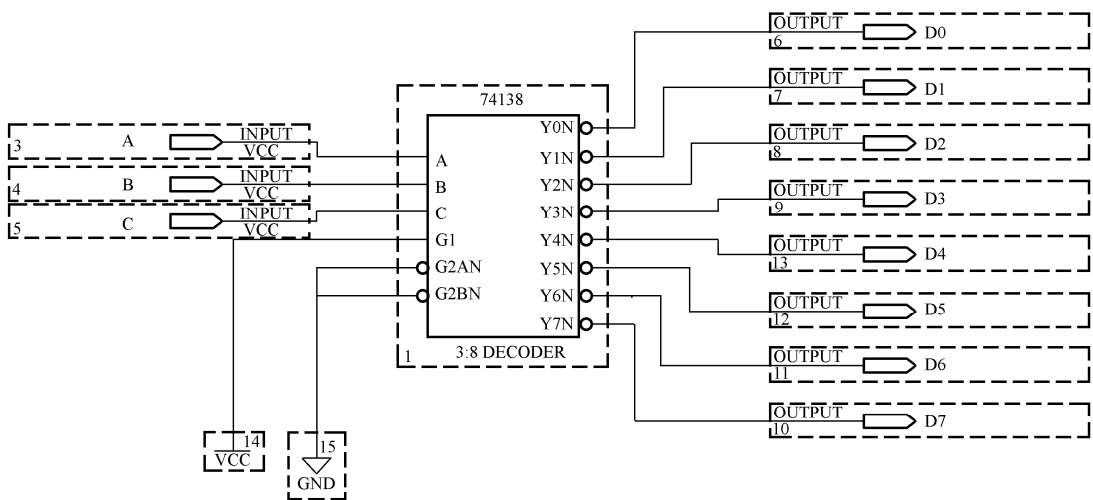 OUTPUT
6
D0
OUTPUT
7
D1
74138
3 A INPUT
VCC
4 B INPUT
VCC
5 C INPUT
VCC
A
B
C
G1
G2AN
G2BN
Y0N
Y1N
Y2N
Y3N
Y4N
Y5N
Y6N
Y7N
1
3:8 DECODER
OUTPUT
8
D2
OUTPUT
9
D3
OUTPUT
13
D4
OUTPUT
12
D5
OUTPUT
11
D6
OUTPUT
10
D7
14
VCC
15
GND